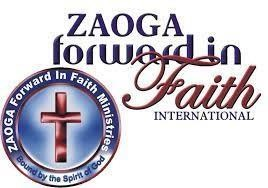 ZAOGA
forward in
Faith
INTERNATIONAL
ZAOGA Forward In Faith Ministries
Bound by the Spirit of God